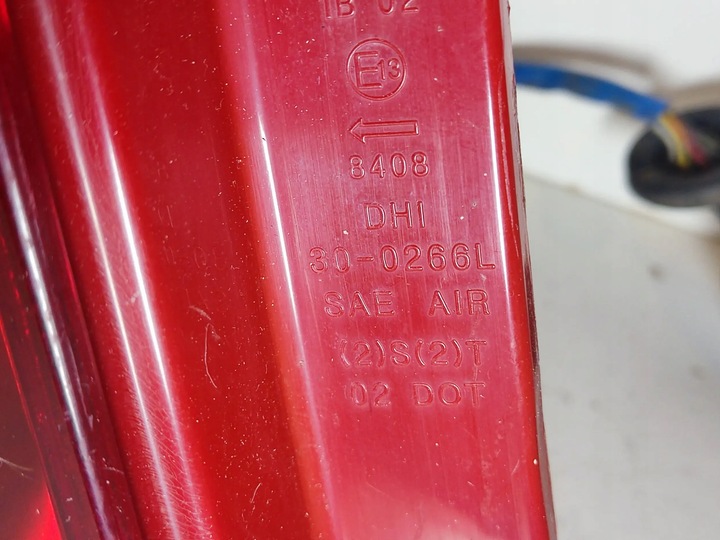 IB 02
E13
8408
DHI
30-0266L
SAE AIR
(2)S(2)T
02 DOT